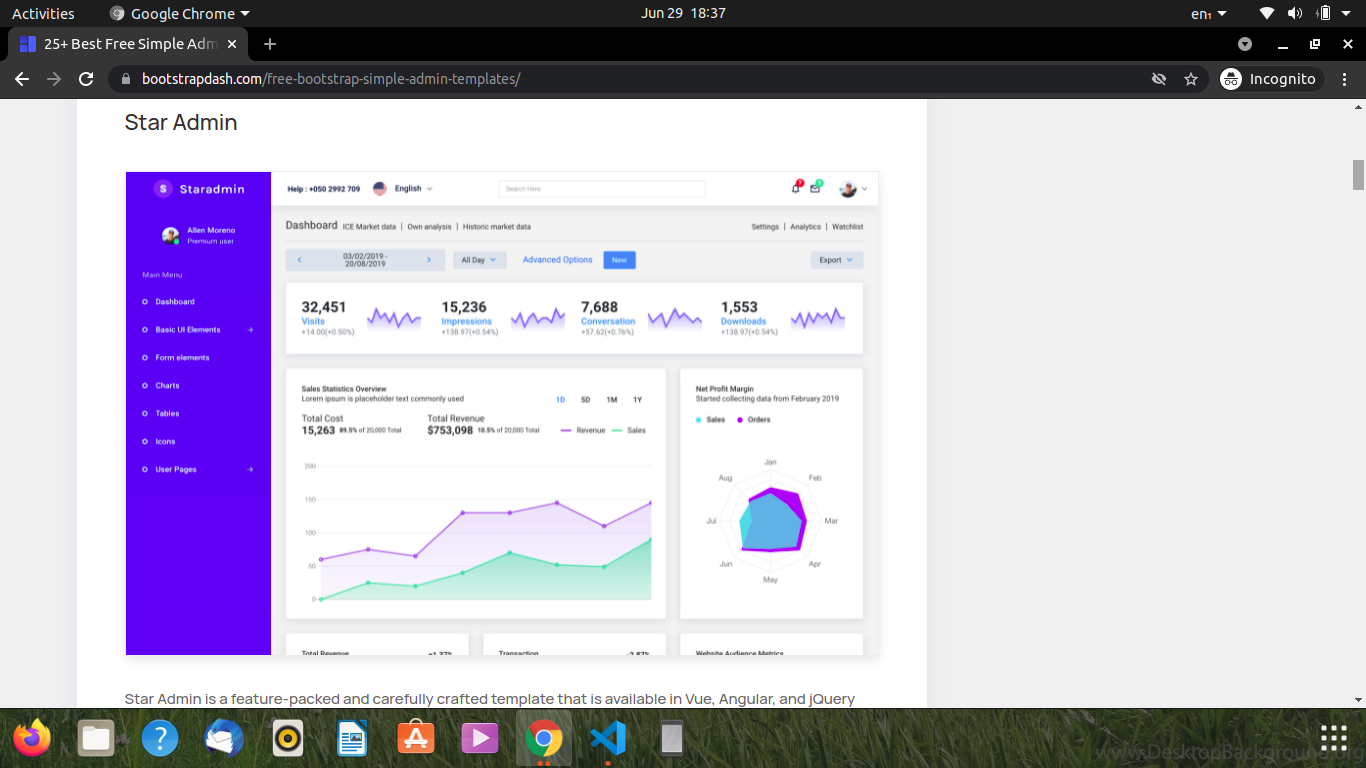 Activities
Google Chrome
Jun 29 18:37
en₁
25+ Best Free Simple Adm
bootstrapdash.com/free-bootstrap-simple-admin-templates/
Incognito
Star Admin
S Staradmin
Help : +050 2992 709
English
Search Here
7
Allen Moreno
Premium user
Main Menu
Dashboard
Basic UI Elements
Form elements
Charts
Tables
Icons
User Pages
Dashboard ICE Market data | Own analysis | Historic market data
Settings | Analytics | Watchlist
03/02/2019 -
20/08/2019
All Day
Advanced Options
New
Export
32,451
Visits
+14.00(+0.50%)
15,236
Impressions
+138.97(+0.54%)
7,688
Conversation
+57.62(+0.76%)
1,553
Downloads
+138.97(+0.54%)
Sales Statistics Overview
Lorem ipsum is placeholder text commonly used
1D 5D 1M 1Y
Total Cost
15,263 89.5% of 20,000 Total
Total Revenue
$753,098 10.5% of 20,000 Total
Revenue Sales
200
150
100
50
0
Net Profit Margin
Started collecting data from February 2019
Sales Orders
Jan
Feb
Mar
Apr
May
Jun
Jul
Aug
Total Revenue +1.37%
Transaction -2.87%
Website Audience Metrics
Star Admin is a feature-packed and carefully crafted template that is available in Vue, Angular, and jQuery
www.DesktopBackground.org